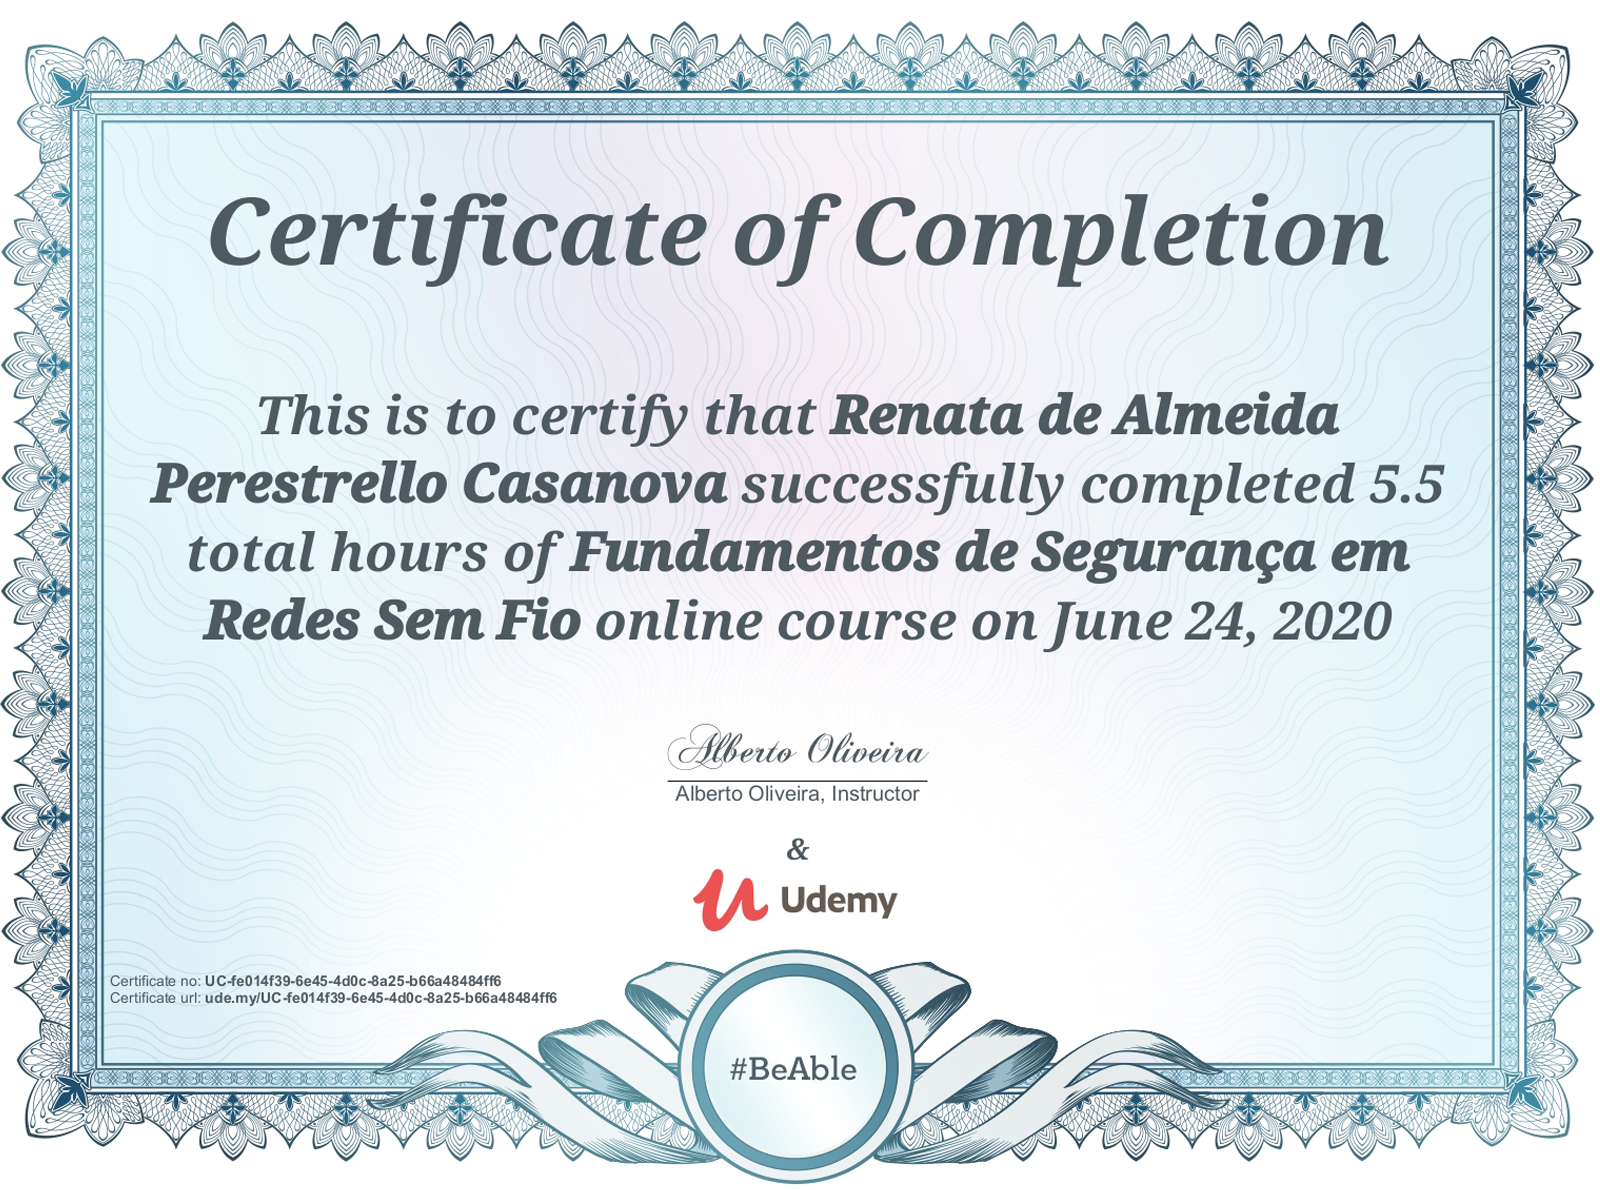 Certificate of Completion
This is to certify that Renata de Almeida
Perestrello Casanova successfully completed 5.5
total hours of Fundamentos de Segurança em
Redes Sem Fio online course on June 24, 2020
Alberto Oliveira
Alberto Oliveira, Instructor
&
Udemy
Certificate no: UC-fe014f39-6e45-4d0c-8a25-b66a48484ff6
Certificate url: ude.my/UC-fe014f39-6e45-4d0c-8a25-b66a48484ff6
#BeAble